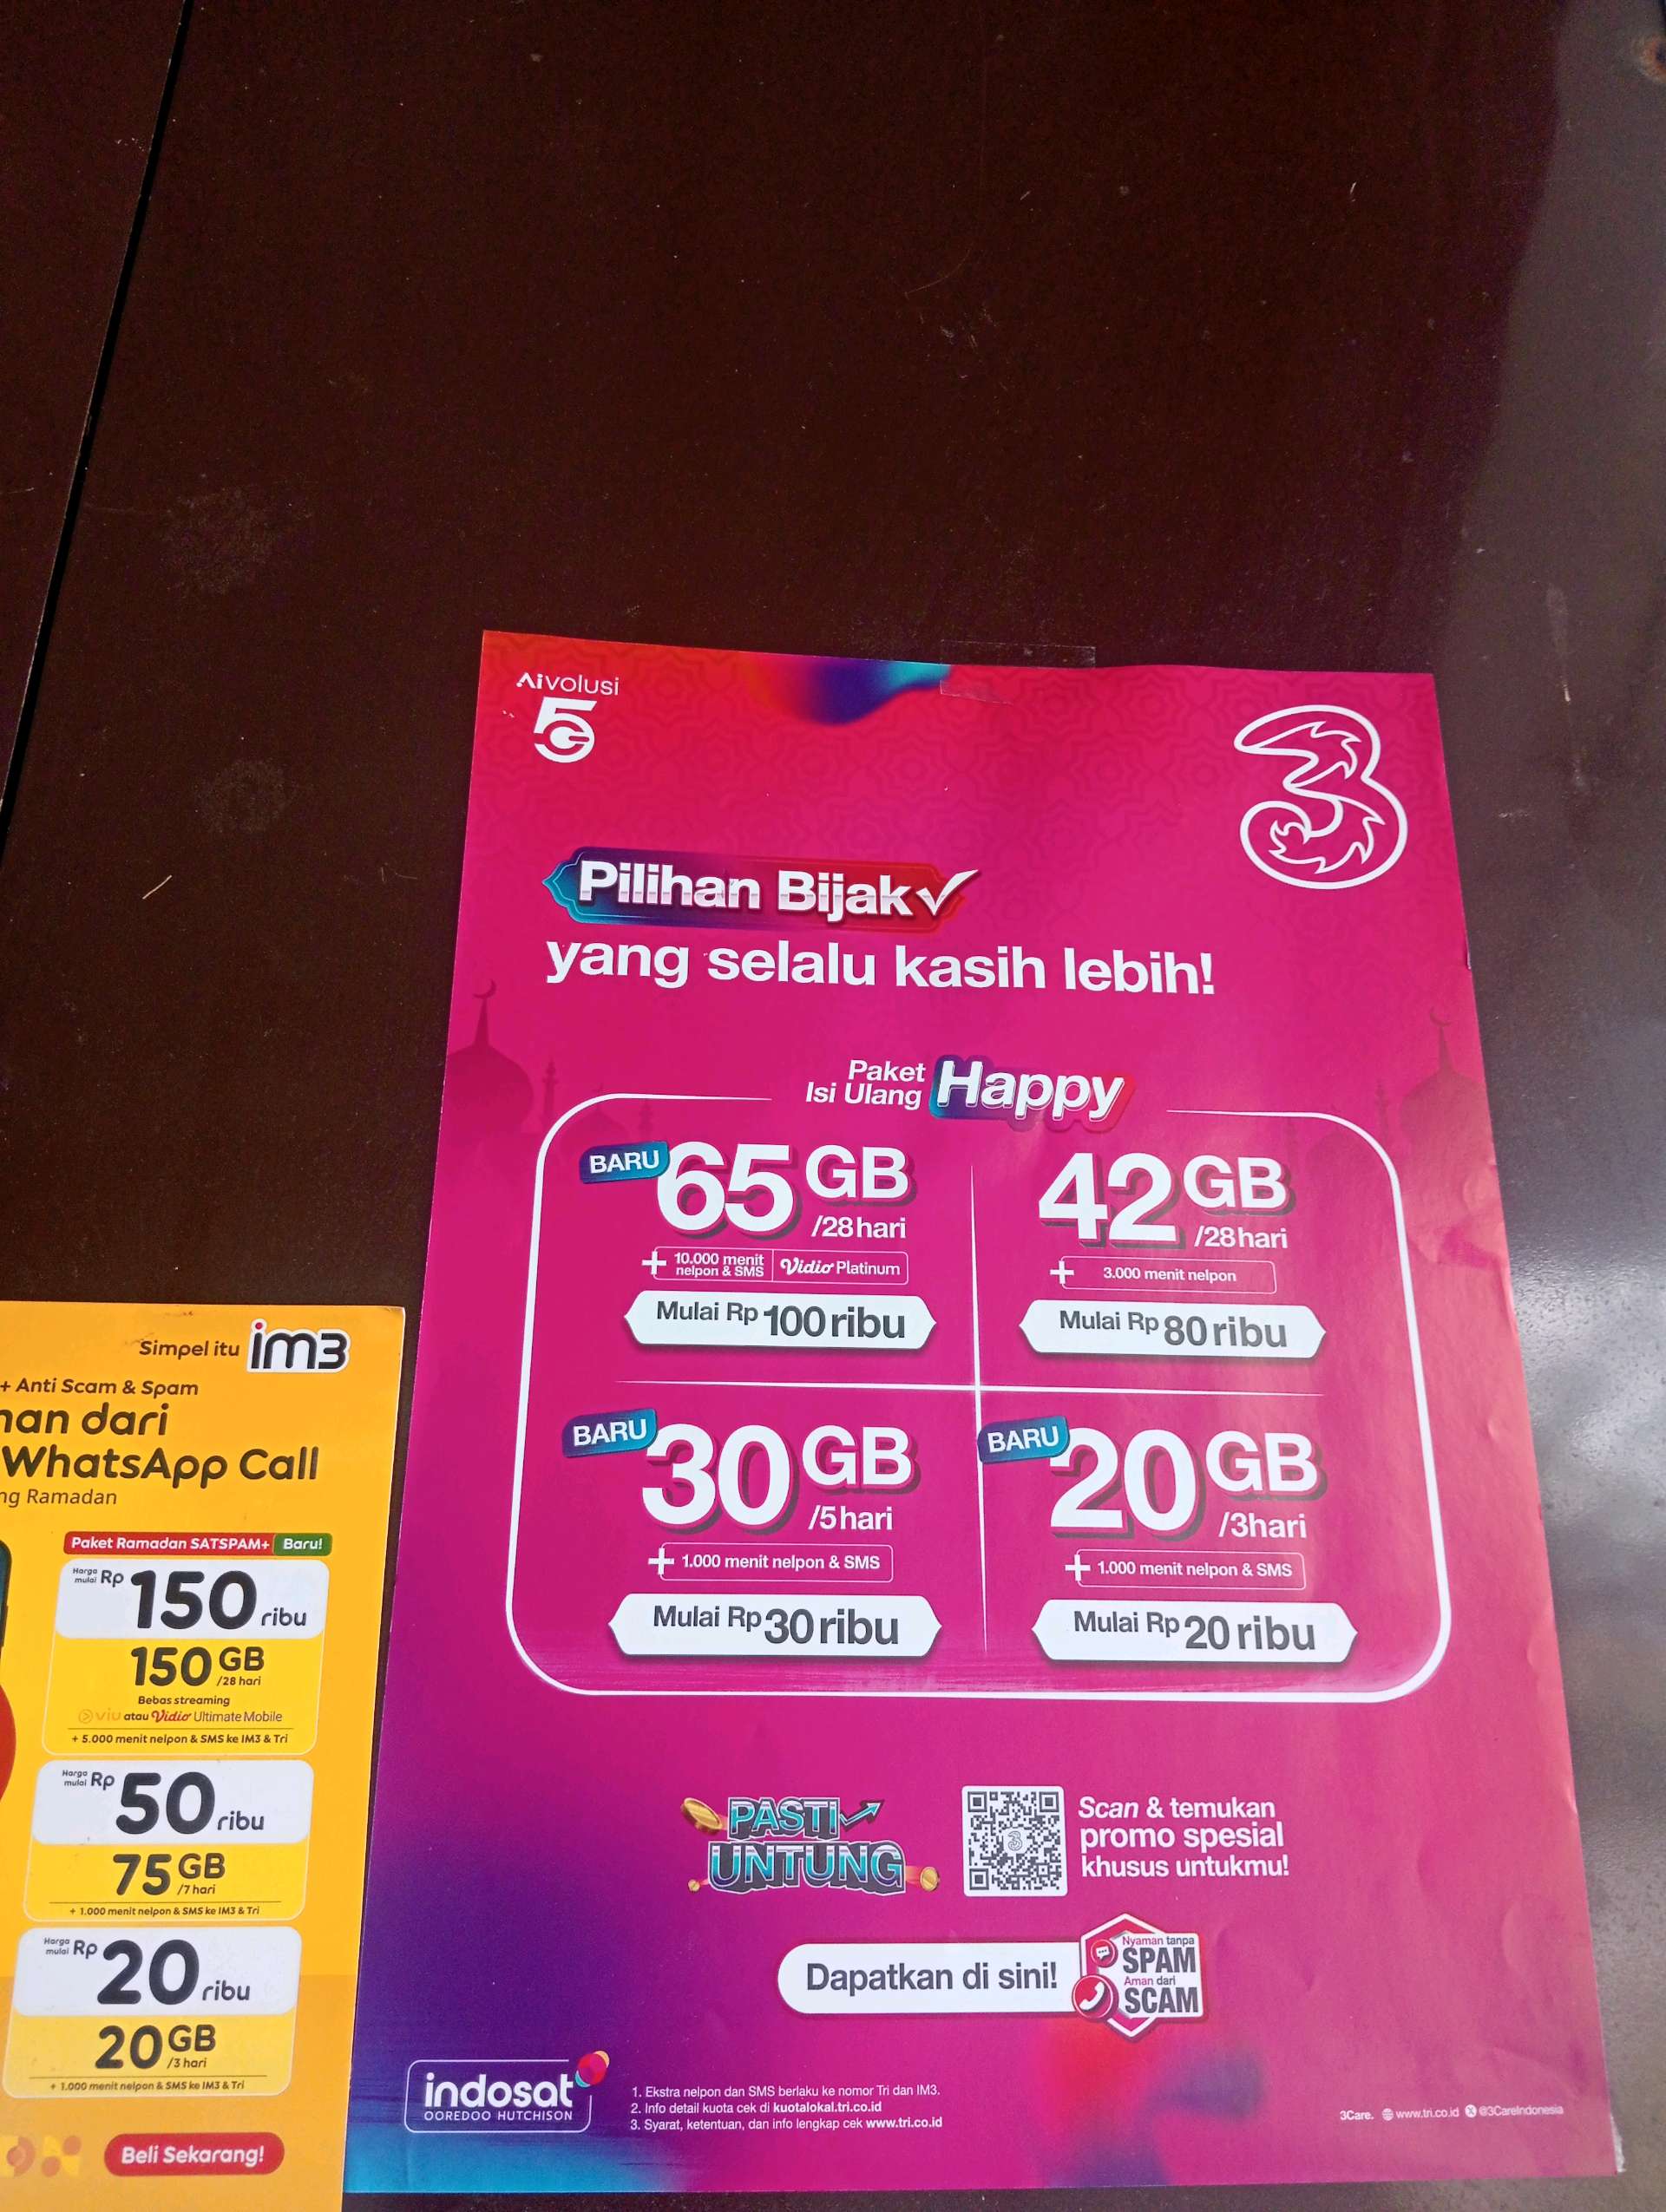 Aivolusi
5G
3
Pilihan Bijak
yang selalu kasih lebih!
Paket
Isi Ulang Happy
BARU 65 GB
/28 hari
+ 10.000 menit
nelpon & SMS Vidio Platinum
Mulai Rp 100 ribu
42 GB
/28 hari
+ 3.000 menit nelpon
Mulai Rp 80 ribu
BARU 30 GB
/5 hari
+ 1.000 menit nelpon & SMS
Mulai Rp 30 ribu
BARU 20 GB
/3 hari
+ 1.000 menit nelpon & SMS
Mulai Rp 20 ribu
PASTI
UNTUNG
Scan & temukan
promo spesial
khusus untukmu!
Dapatkan di sini!
Nyaman tanpa
SPAM
Aman dari
SCAM
indosat
OOREDOO HUTCHISON
1. Ekstra nelpon dan SMS berlaku ke nomor Tri dan IM3.
2. Info detail kuota cek di kuotalokal.tri.co.id
3. Syarat, ketentuan, dan info lengkap cek www.tri.co.id
3Care. www.tri.co.id @3CareIndonesia
Simpel itu im3
+ Anti Scam & Spam
dari
WhatsApp Call
Ramadan
Paket Ramadan SATSPAM+ Baru!
Harga
mulai Rp 150 ribu
150 GB
/28 hari
Bebas streaming
viu atau Vidio Ultimate Mobile
+ 5.000 menit nelpon & SMS ke IM3 & Tri
Harga
mulai Rp 50 ribu
75 GB
/7 hari
+ 1.000 menit nelpon & SMS ke IM3 & Tri
Harga
mulai Rp 20 ribu
20 GB
/3 hari
+ 1.000 menit nelpon & SMS ke IM3 & Tri
Beli Sekarang!